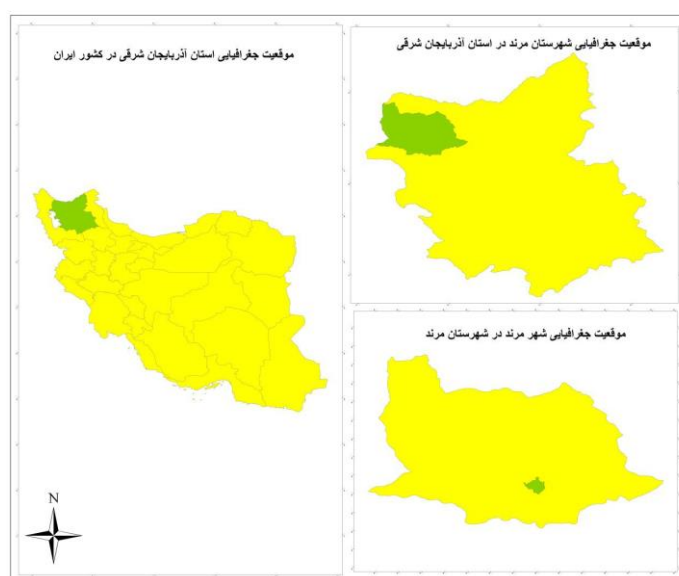 موقعیت جغرافیایی استان آذربایجان شرقی در کشور ایران
موقعیت جغرافیایی شهرستان مرند در استان آذربایجان شرقی
موقعیت جغرافیایی شهر مرند در شهرستان مرند
N